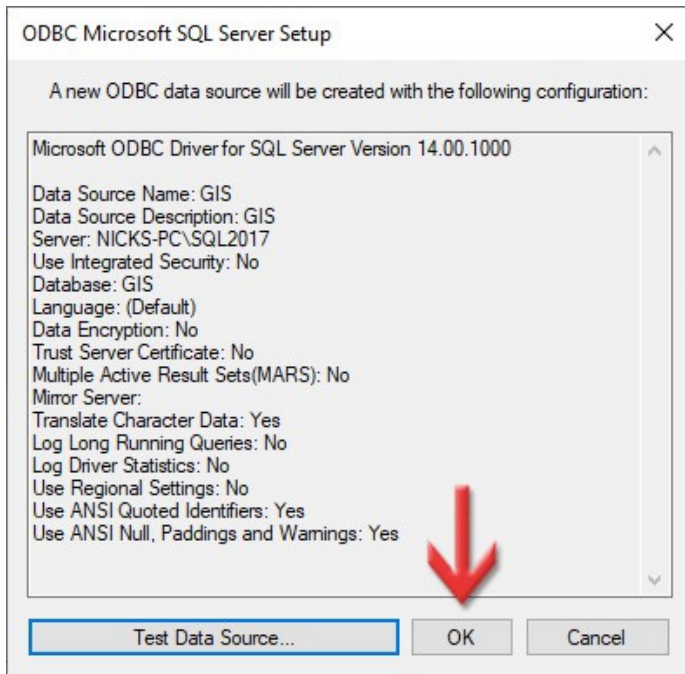 ODBC Microsoft SQL Server Setup
A new ODBC data source will be created with the following configuration:
Microsoft ODBC Driver for SQL Server Version 14.00.1000
Data Source Name: GIS
Data Source Description: GIS
Server: NICKS-PC\SQL2017
Use Integrated Security: No
Database: GIS
Language: (Default)
Data Encryption: No
Trust Server Certificate: No
Multiple Active Result Sets(MARS): No
Mirror Server:
Translate Character Data: Yes
Log Long Running Queries: No
Log Driver Statistics: No
Use Regional Settings: No
Use ANSI Quoted Identifiers: Yes
Use ANSI Null, Paddings and Warnings: Yes
Test Data Source... OK Cancel